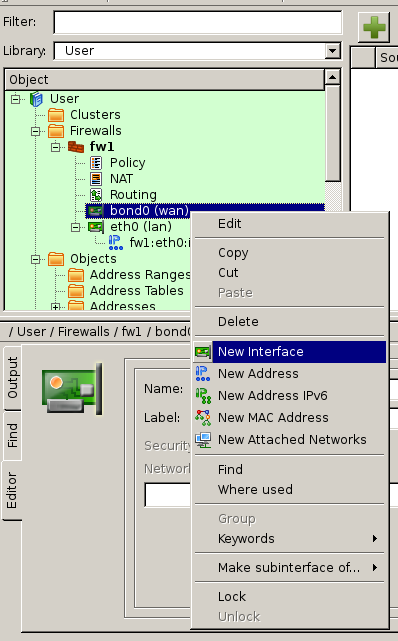 Filter:
Library: User
Object
Sou
User
Clusters
Firewalls
fw1
Policy
NAT
Routing
bond0 (wan)
eth0 (lan)
fw1:eth0:i
Objects
Address Ranges
Address Tables
Addresses
/ User / Firewalls / fw1 / bond0
Output
Find
Editor
Name:
Label:
Security
Network
Edit
Copy
Cut
Paste
Delete
New Interface
New Address
New Address IPv6
New MAC Address
New Attached Networks
Find
Where used
Group
Keywords
Make subinterface of...
Lock
Unlock